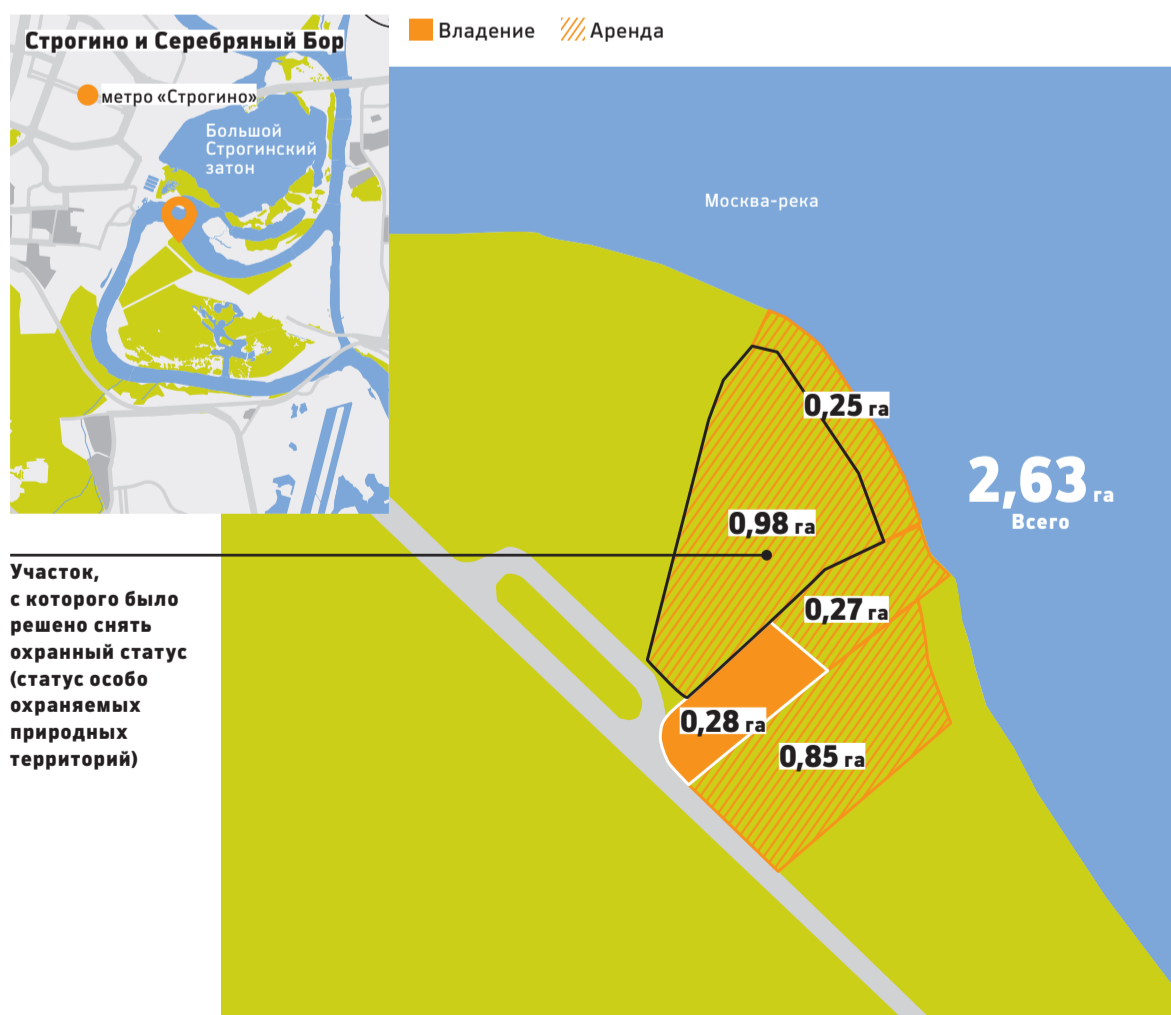 Строгино и Серебряный Бор
метро «Строгино»
Большой
Строгинский
затон
Владение
Аренда
Москва-река
0,25 га
2,63 га
Всего
0,98 га
0,27 га
0,28 га
0,85 га
Участок,
с которого было
решено снять
охранный статус
(статус особо
охраняемых
природных
территорий)